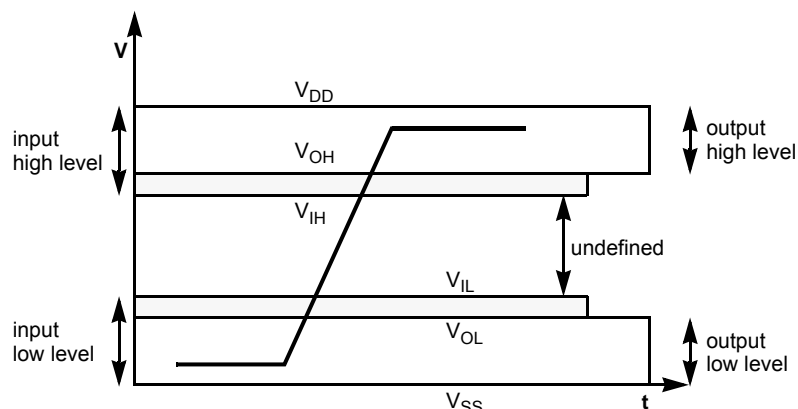 V
V_DD
input
high level
output
high level
V_OH
V_IH
undefined
V_IL
input
low level
V_OL
output
low level
V_SS
t